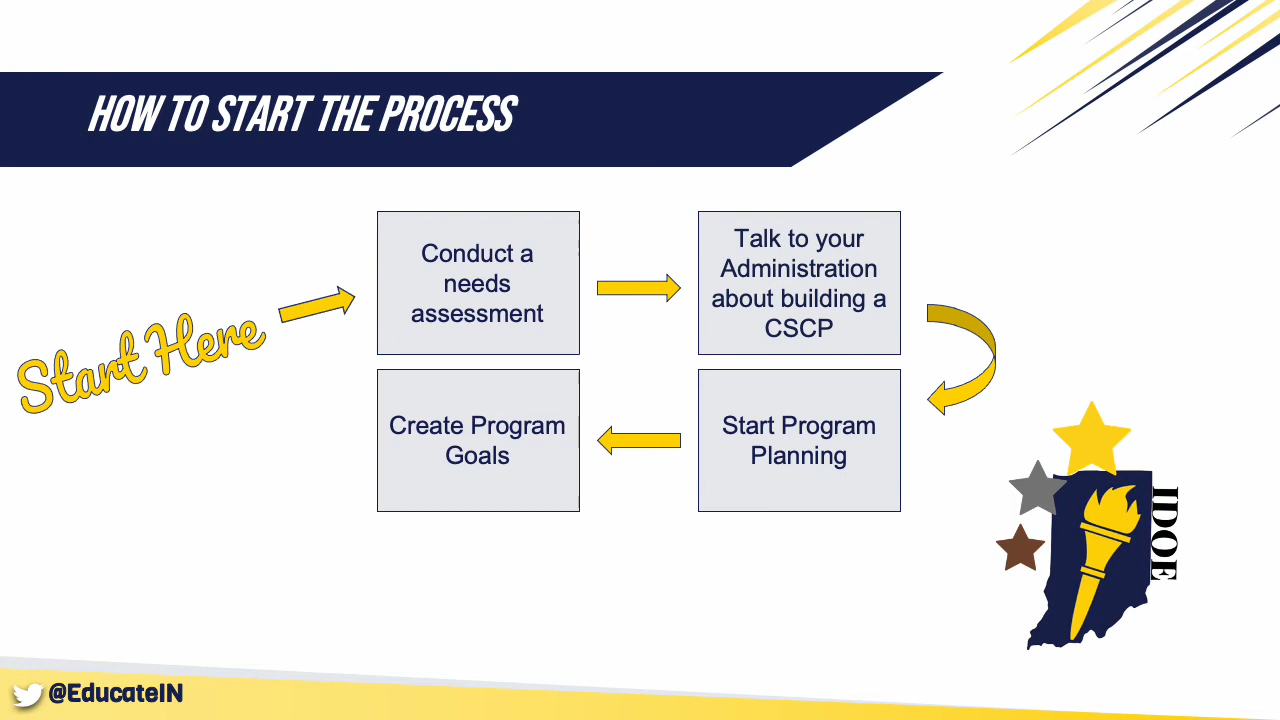 HOW TO START THE PROCESS
Start Here
Conduct a
needs
assessment
Talk to your
Administration
about building a
CSCP
Start Program
Planning
Create Program
Goals
IDOE
@EducateIN